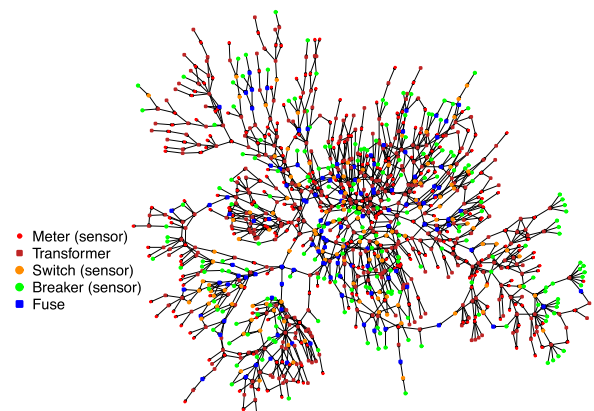 Meter (sensor)
Transformer
Switch (sensor)
Breaker (sensor)
Fuse